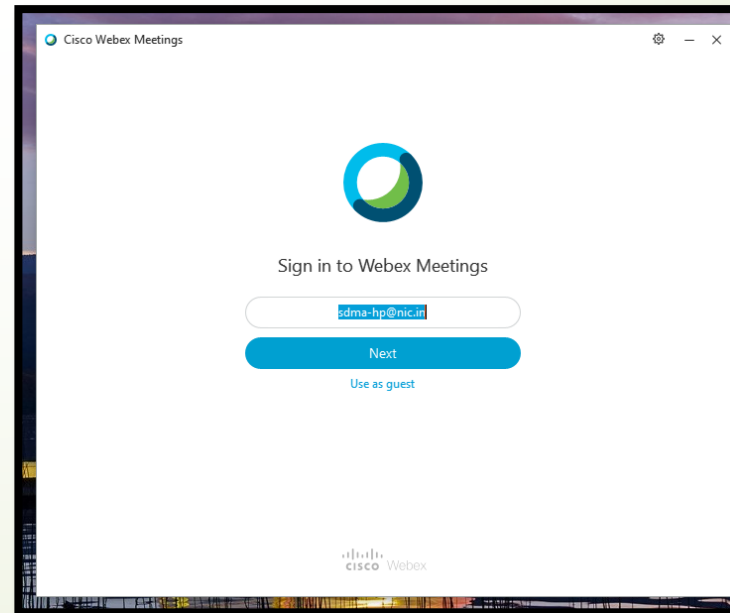 Cisco Webex Meetings
Sign in to Webex Meetings
sdma-hp@nic.in
Next
Use as guest
cisco Webex